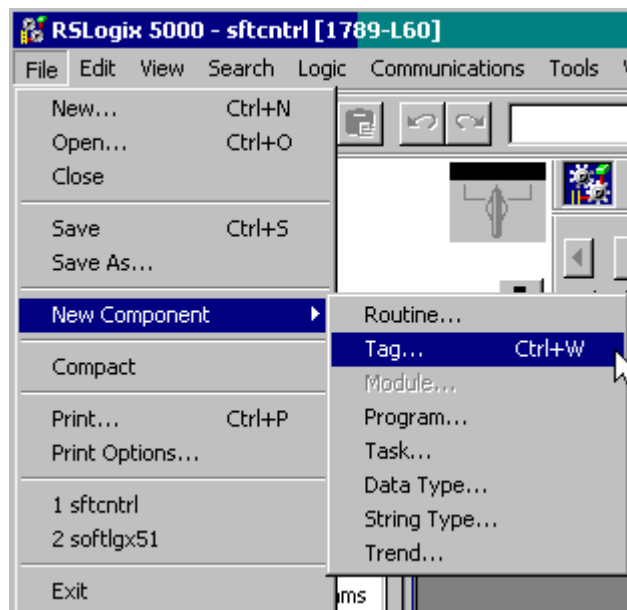 RSLogix 5000 - sftcntrl [1789-L60]
File Edit View Search Logic Communications Tools
New... Ctrl+N
Open... Ctrl+O
Close
Save Ctrl+S
Save As...
New Component
Compact
Print... Ctrl+P
Print Options...
1 sftcntrl
2 softlgx51
Exit
Routine...
Tag... Ctrl+W
Module...
Program...
Task...
Data Type...
String Type...
Trend...
ams